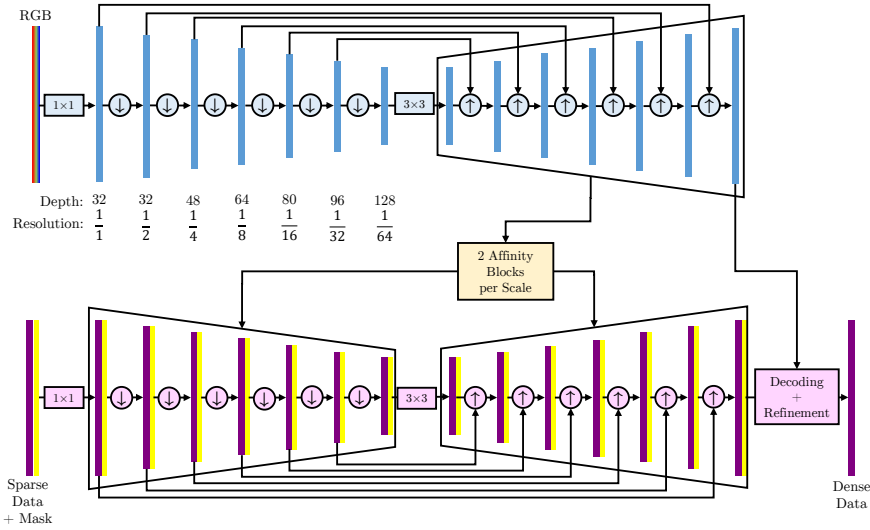 RGB
1×1
↓ ↓ ↓ ↓ ↓ ↓
3×3
↑ ↑ ↑ ↑ ↑ ↑
Depth: 32 32 48 64 80 96 128
Resolution: 1/1 1/2 1/4 1/8 1/16 1/32 1/64
2 Affinity
Blocks
per Scale
1×1
↓ ↓ ↓ ↓ ↓ ↓
3×3
↑ ↑ ↑ ↑ ↑ ↑
Decoding
+
Refinement
Sparse
Data
+ Mask
Dense
Data